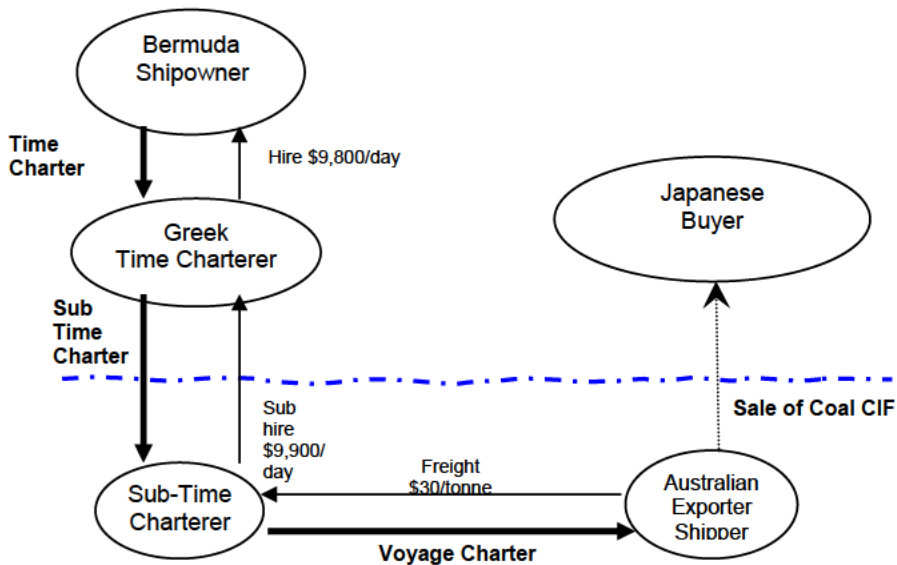 Bermuda
Shipowner
Time
Charter
Hire $9,800/day
Japanese
Buyer
Greek
Time Charterer
Sub
Time
Charter
Sale of Coal CIF
Sub
hire
$9,900/
day
Freight
$30/tonne
Sub-Time
Charterer
Australian
Exporter
Shipper
Voyage Charter